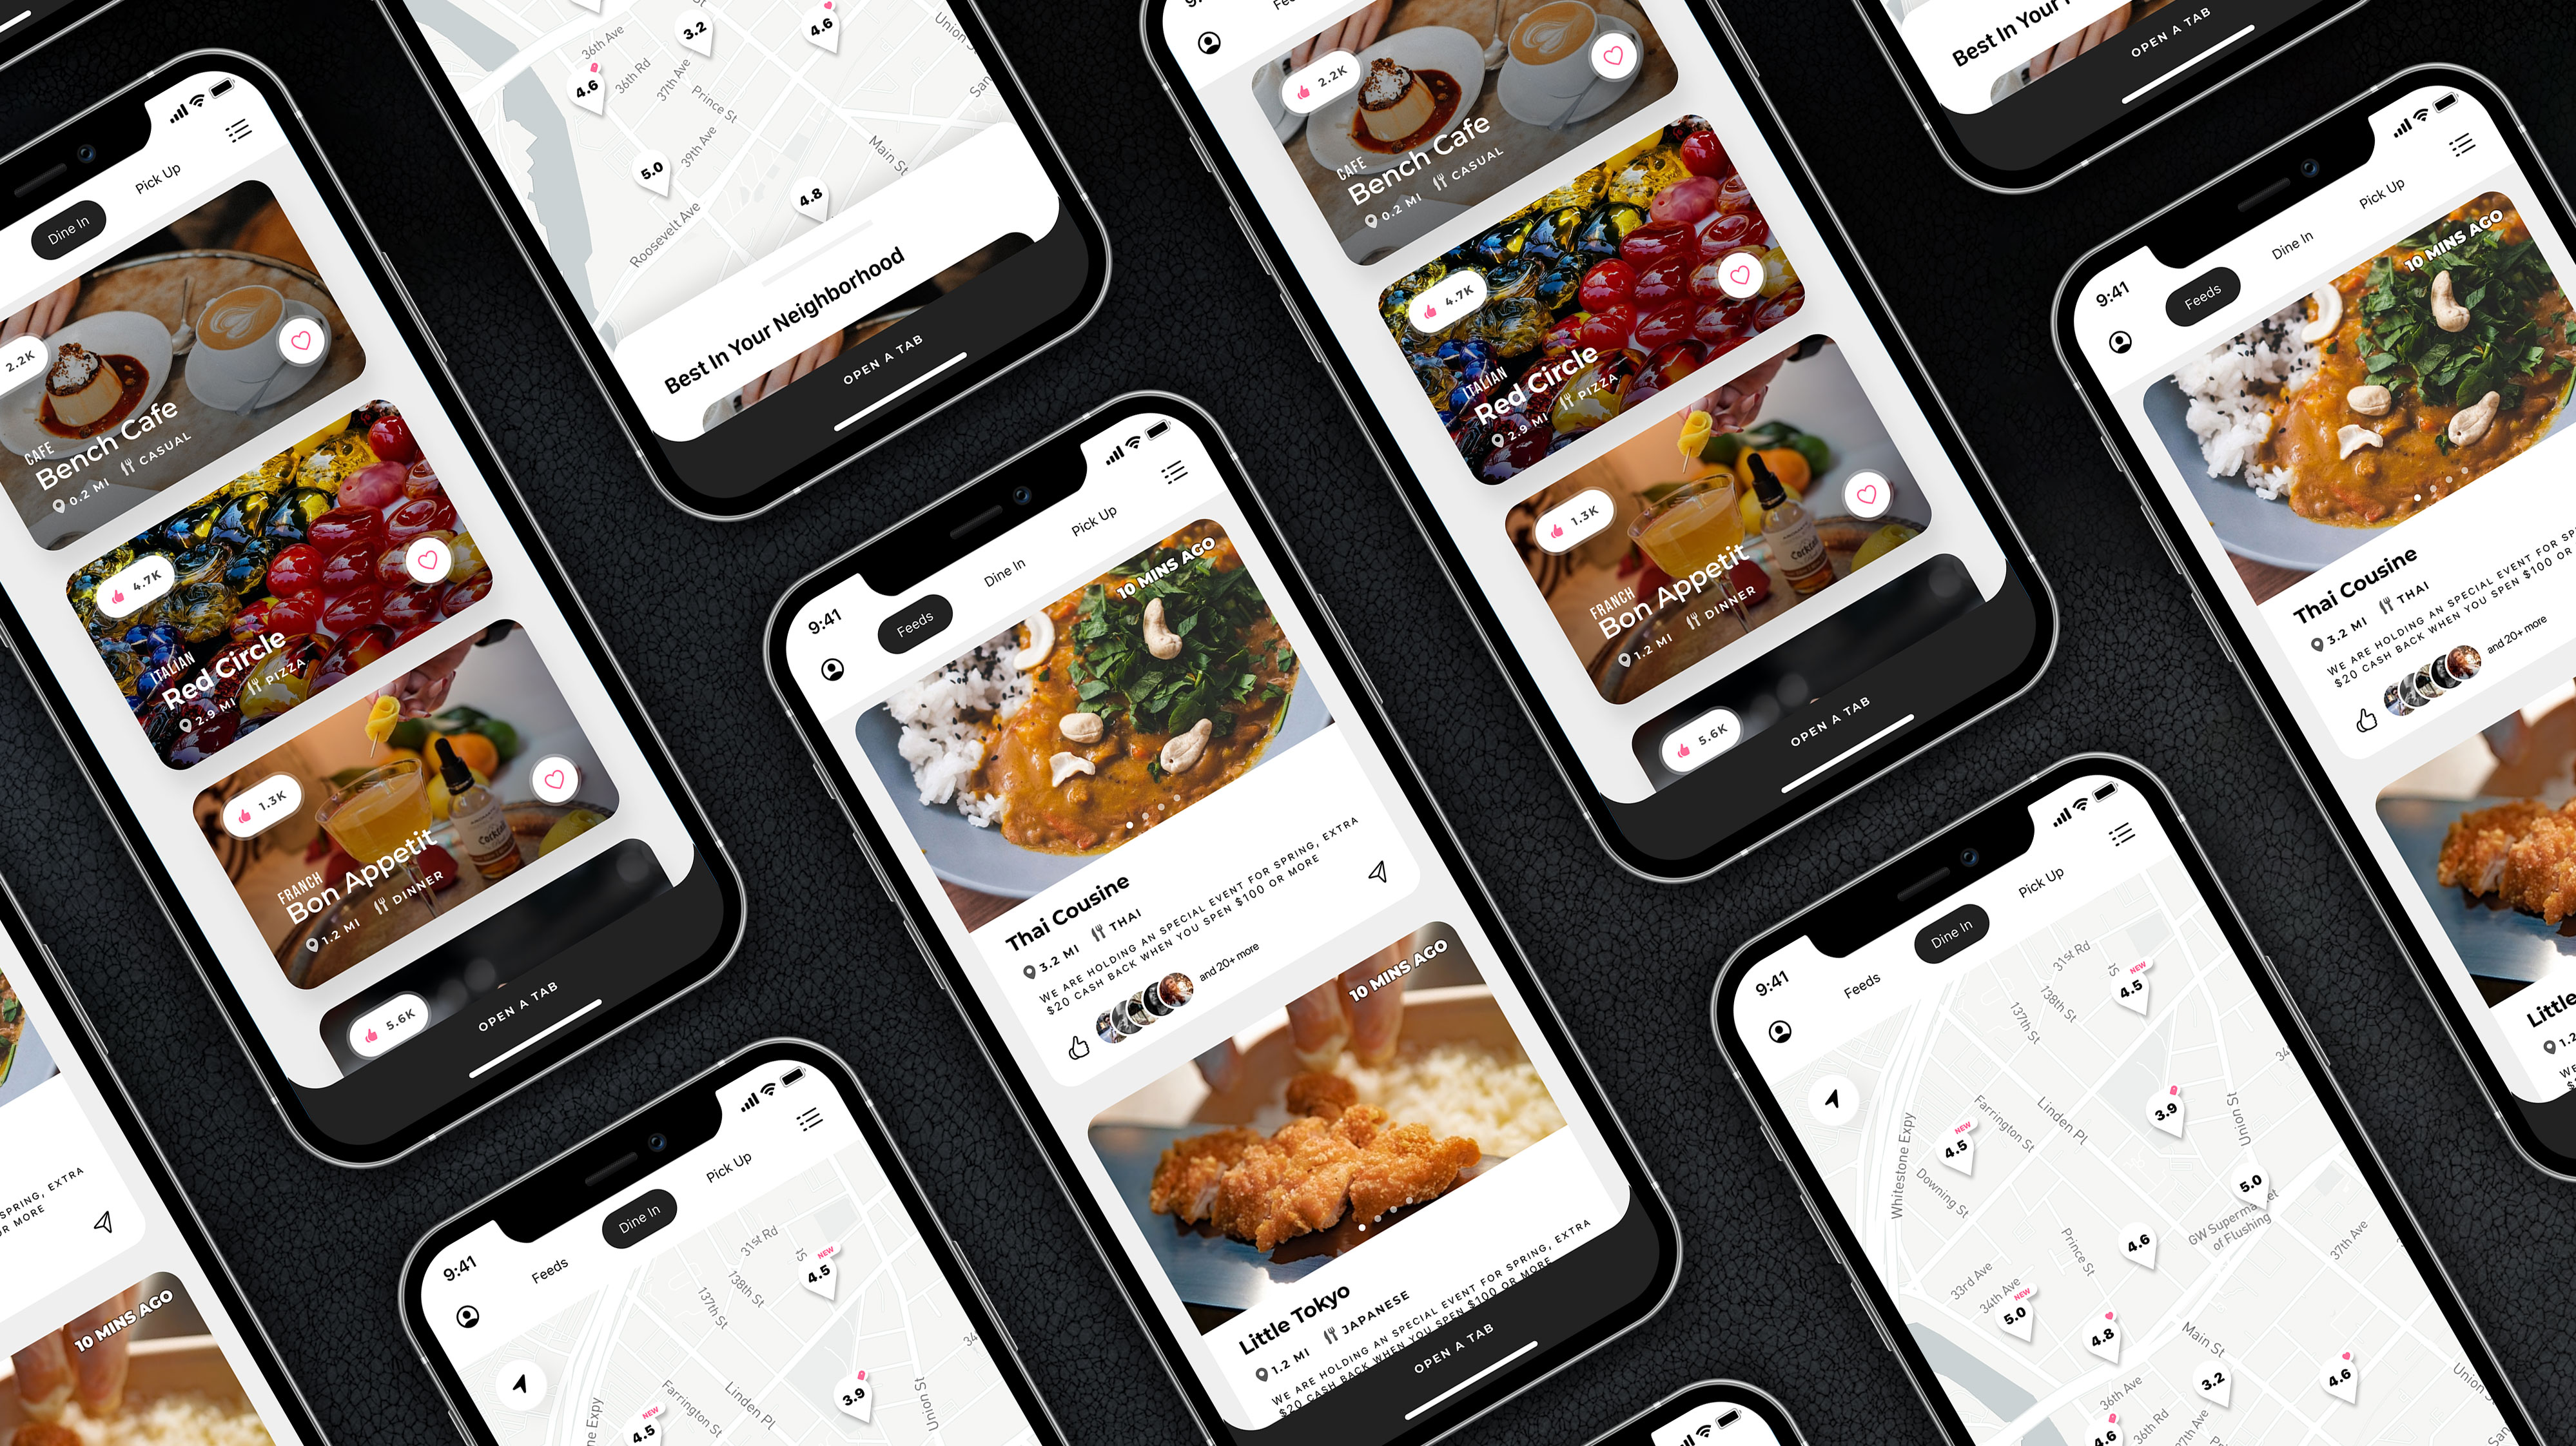 Dine In
Pick Up
2.2K
CAFE
Bench Cafe
0.2 MI
CASUAL
4.7K
ITALIAN
Red Circle
2.9 MI
PIZZA
1.3K
FRANCH
Bon Appetit
1.2 MI
DINNER
5.6K
OPEN A TAB
SPRING, EXTRA
OR MORE
10 MINS AGO
3.2
4.6
36th Ave
4.6
36th Rd
37th Ave
Prince St
39th Ave
Main St
5.0
4.8
Roosevelt Ave
Best In Your Neighborhood
OPEN A TAB
9:41
Feeds
Dine In
Pick Up
31st Rd
138th St
137th St
NEW
4.5
Farrington St
Linden Pl
3.9
Union St
NEW
4.5
9:41
Feeds
Dine In
Pick Up
10 MINS AGO
Thai Cousine
3.2 MI
THAI
WE ARE HOLDING AN SPECIAL EVENT FOR SPRING, EXTRA
$20 CASH BACK WHEN YOU SPEN $100 OR MORE
and 20+ more
10 MINS AGO
Little Tokyo
1.2 MI
JAPANESE
WE ARE HOLDING AN SPECIAL EVENT FOR SPRING, EXTRA
$20 CASH BACK WHEN YOU SPEN $100 OR MORE
OPEN A TAB
2.2K
CAFE
Bench Cafe
0.2 MI
CASUAL
4.7K
ITALIAN
Red Circle
2.9 MI
PIZZA
1.3K
Cocktail
FRANCH
Bon Appetit
1.2 MI
DINNER
5.6K
OPEN A TAB
Best In Your
OPEN A TAB
9:41
Feeds
Dine In
Pick Up
10 MINS AGO
Thai Cousine
3.2 MI
THAI
WE ARE HOLDING AN SPECIAL EVENT FOR
$20 CASH BACK WHEN YOU SPEN $100
and 20+ more
Little
9:41
Feeds
Dine In
Pick Up
31st Rd
138th St
137th St
NEW
4.5
Whitestone Expy
Farrington St
Linden Pl
3.9
Union St
NEW
4.5
Downing St
5.0
GW Supermarket
of Flushing
37th Ave
4.6
Prince St
33rd Ave
34th Ave
NEW
5.0
4.8
Main St
3.2
4.6
36th Ave
36th Rd
4.6